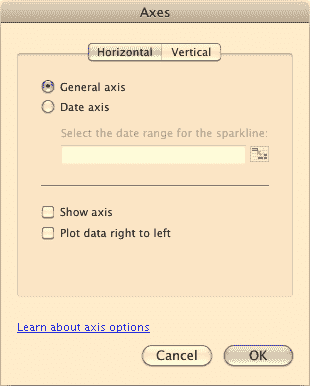 Axes
Horizontal Vertical
General axis
Date axis
Select the date range for the sparkline:
Show axis
Plot data right to left
Learn about axis options
Cancel OK